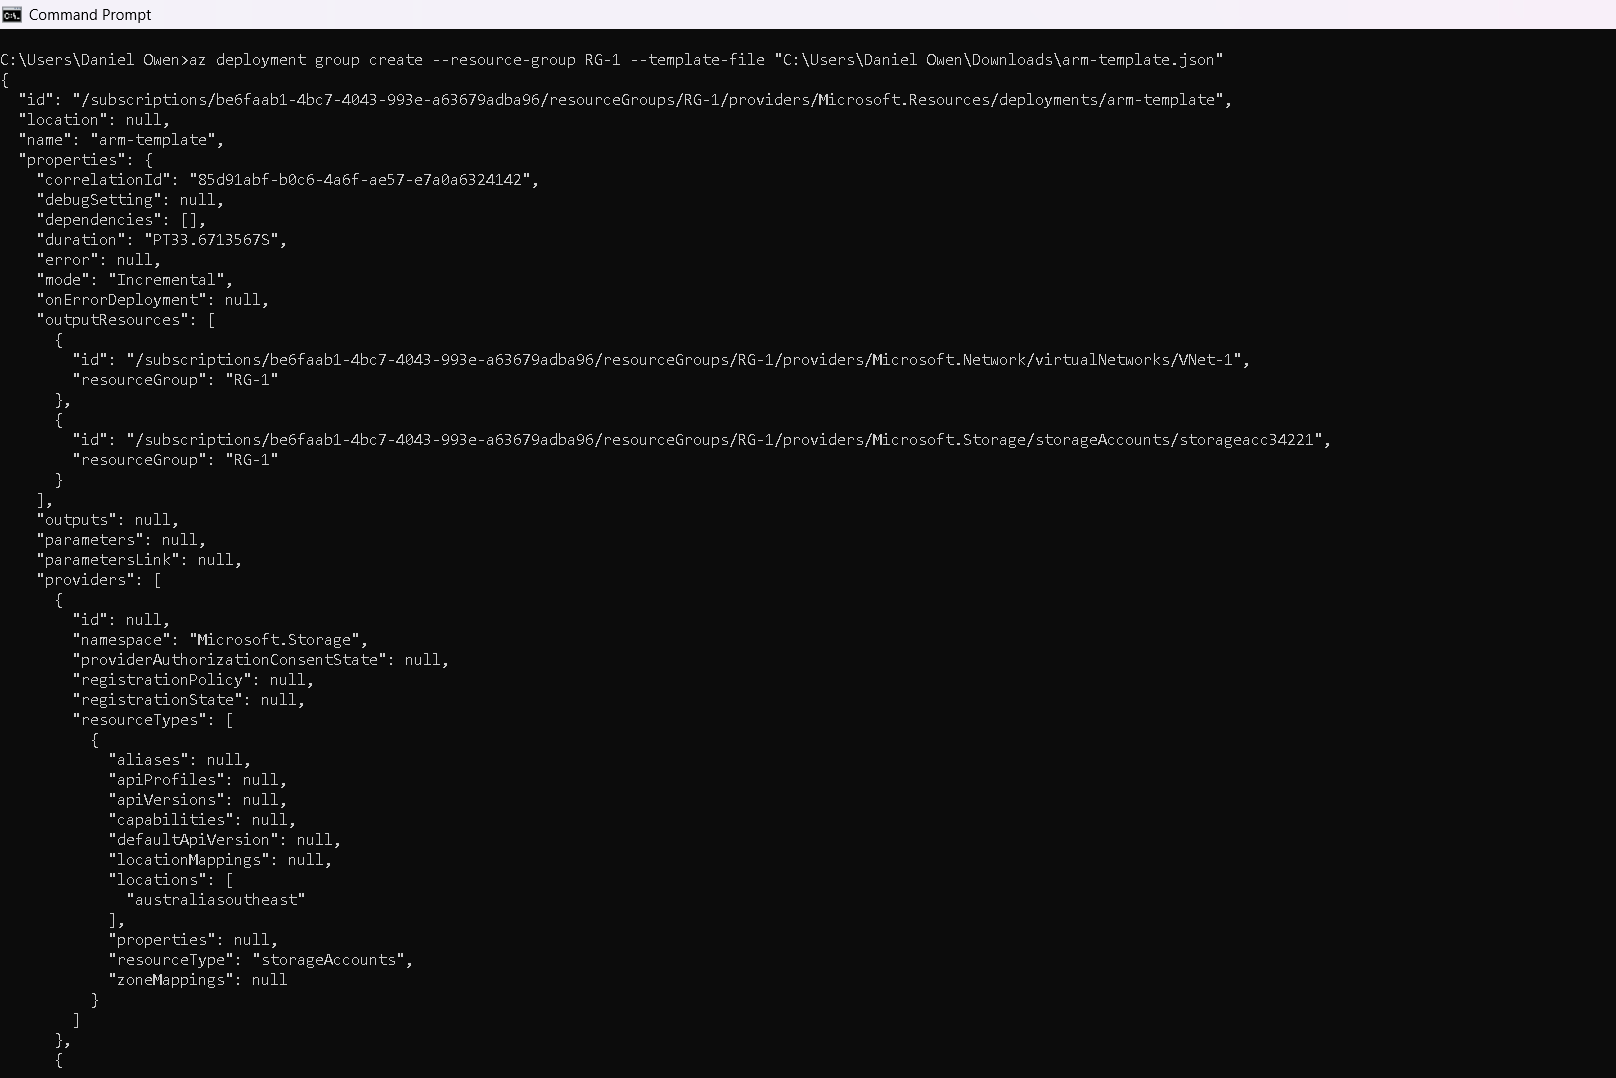 Command Prompt
C:\Users\Daniel Owen>az deployment group create --resource-group RG-1 --template-file "C:\Users\Daniel Owen\Downloads\arm-template.json"
{
  "id": "/subscriptions/be6faab1-4bc7-4043-993e-a63679adba96/resourceGroups/RG-1/providers/Microsoft.Resources/deployments/arm-template",
  "location": null,
  "name": "arm-template",
  "properties": {
    "correlationId": "85d91abf-b0c6-4a6f-ae57-e7a0a6324142",
    "debugSetting": null,
    "dependencies": [],
    "duration": "PT33.6713567S",
    "error": null,
    "mode": "Incremental",
    "onErrorDeployment": null,
    "outputResources": [
      {
        "id": "/subscriptions/be6faab1-4bc7-4043-993e-a63679adba96/resourceGroups/RG-1/providers/Microsoft.Network/virtualNetworks/VNet-1",
        "resourceGroup": "RG-1"
      },
      {
        "id": "/subscriptions/be6faab1-4bc7-4043-993e-a63679adba96/resourceGroups/RG-1/providers/Microsoft.Storage/storageAccounts/storageacc34221",
        "resourceGroup": "RG-1"
      }
    ],
    "outputs": null,
    "parameters": null,
    "parametersLink": null,
    "providers": [
      {
        "id": null,
        "namespace": "Microsoft.Storage",
        "providerAuthorizationConsentState": null,
        "registrationPolicy": null,
        "registrationState": null,
        "resourceTypes": [
          {
            "aliases": null,
            "apiProfiles": null,
            "apiVersions": null,
            "capabilities": null,
            "defaultApiVersion": null,
            "locationMappings": null,
            "locations": [
              "australiasoutheast"
            ],
            "properties": null,
            "resourceType": "storageAccounts",
            "zoneMappings": null
          }
        ]
      },
      {